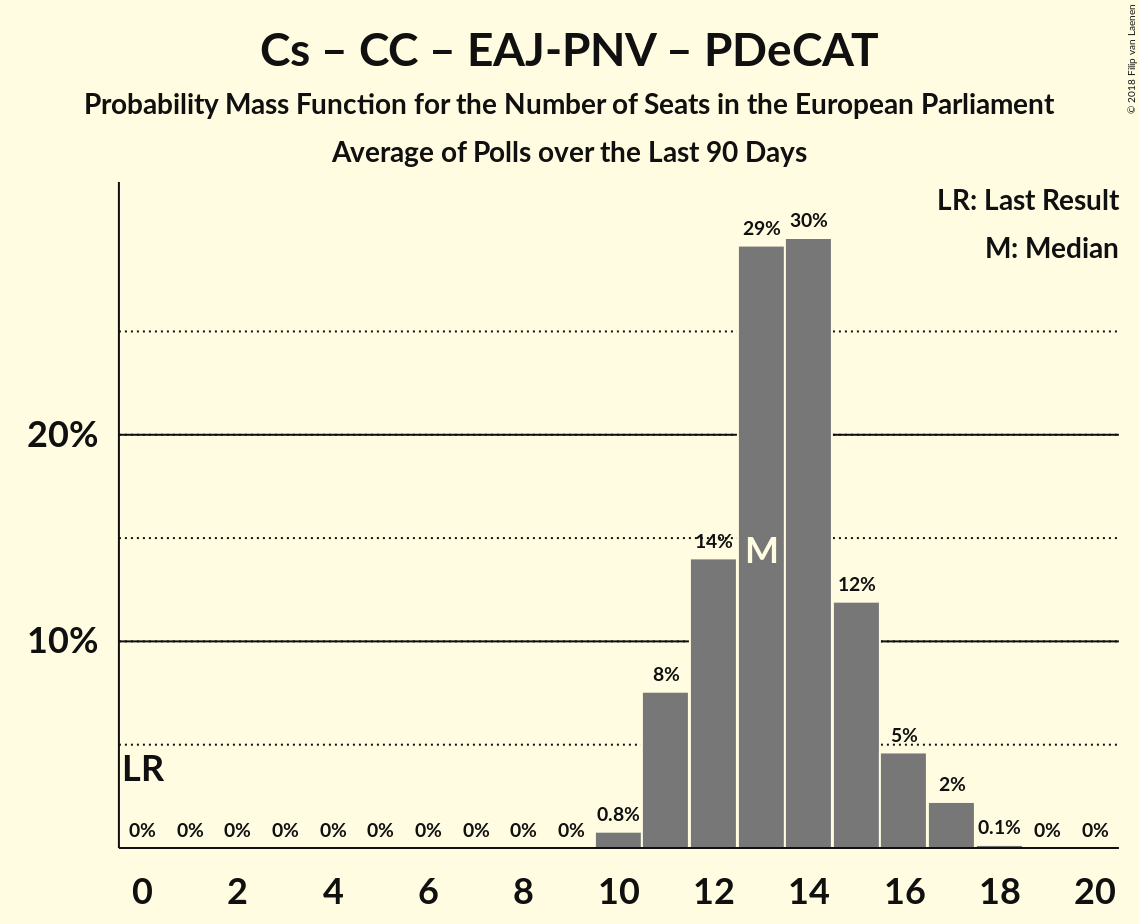 Cs – CC – EAJ-PNV – PDeCAT
Probability Mass Function for the Number of Seats in the European Parliament
Average of Polls over the Last 90 Days
© 2018 Filip van Laenen
LR: Last Result
M: Median
20%
10%
LR
M
0% 0% 0% 0% 0% 0% 0% 0% 0% 0% 0.8% 8% 14% 29% 30% 12% 5% 2% 0.1% 0% 0%
0 2 4 6 8 10 12 14 16 18 20